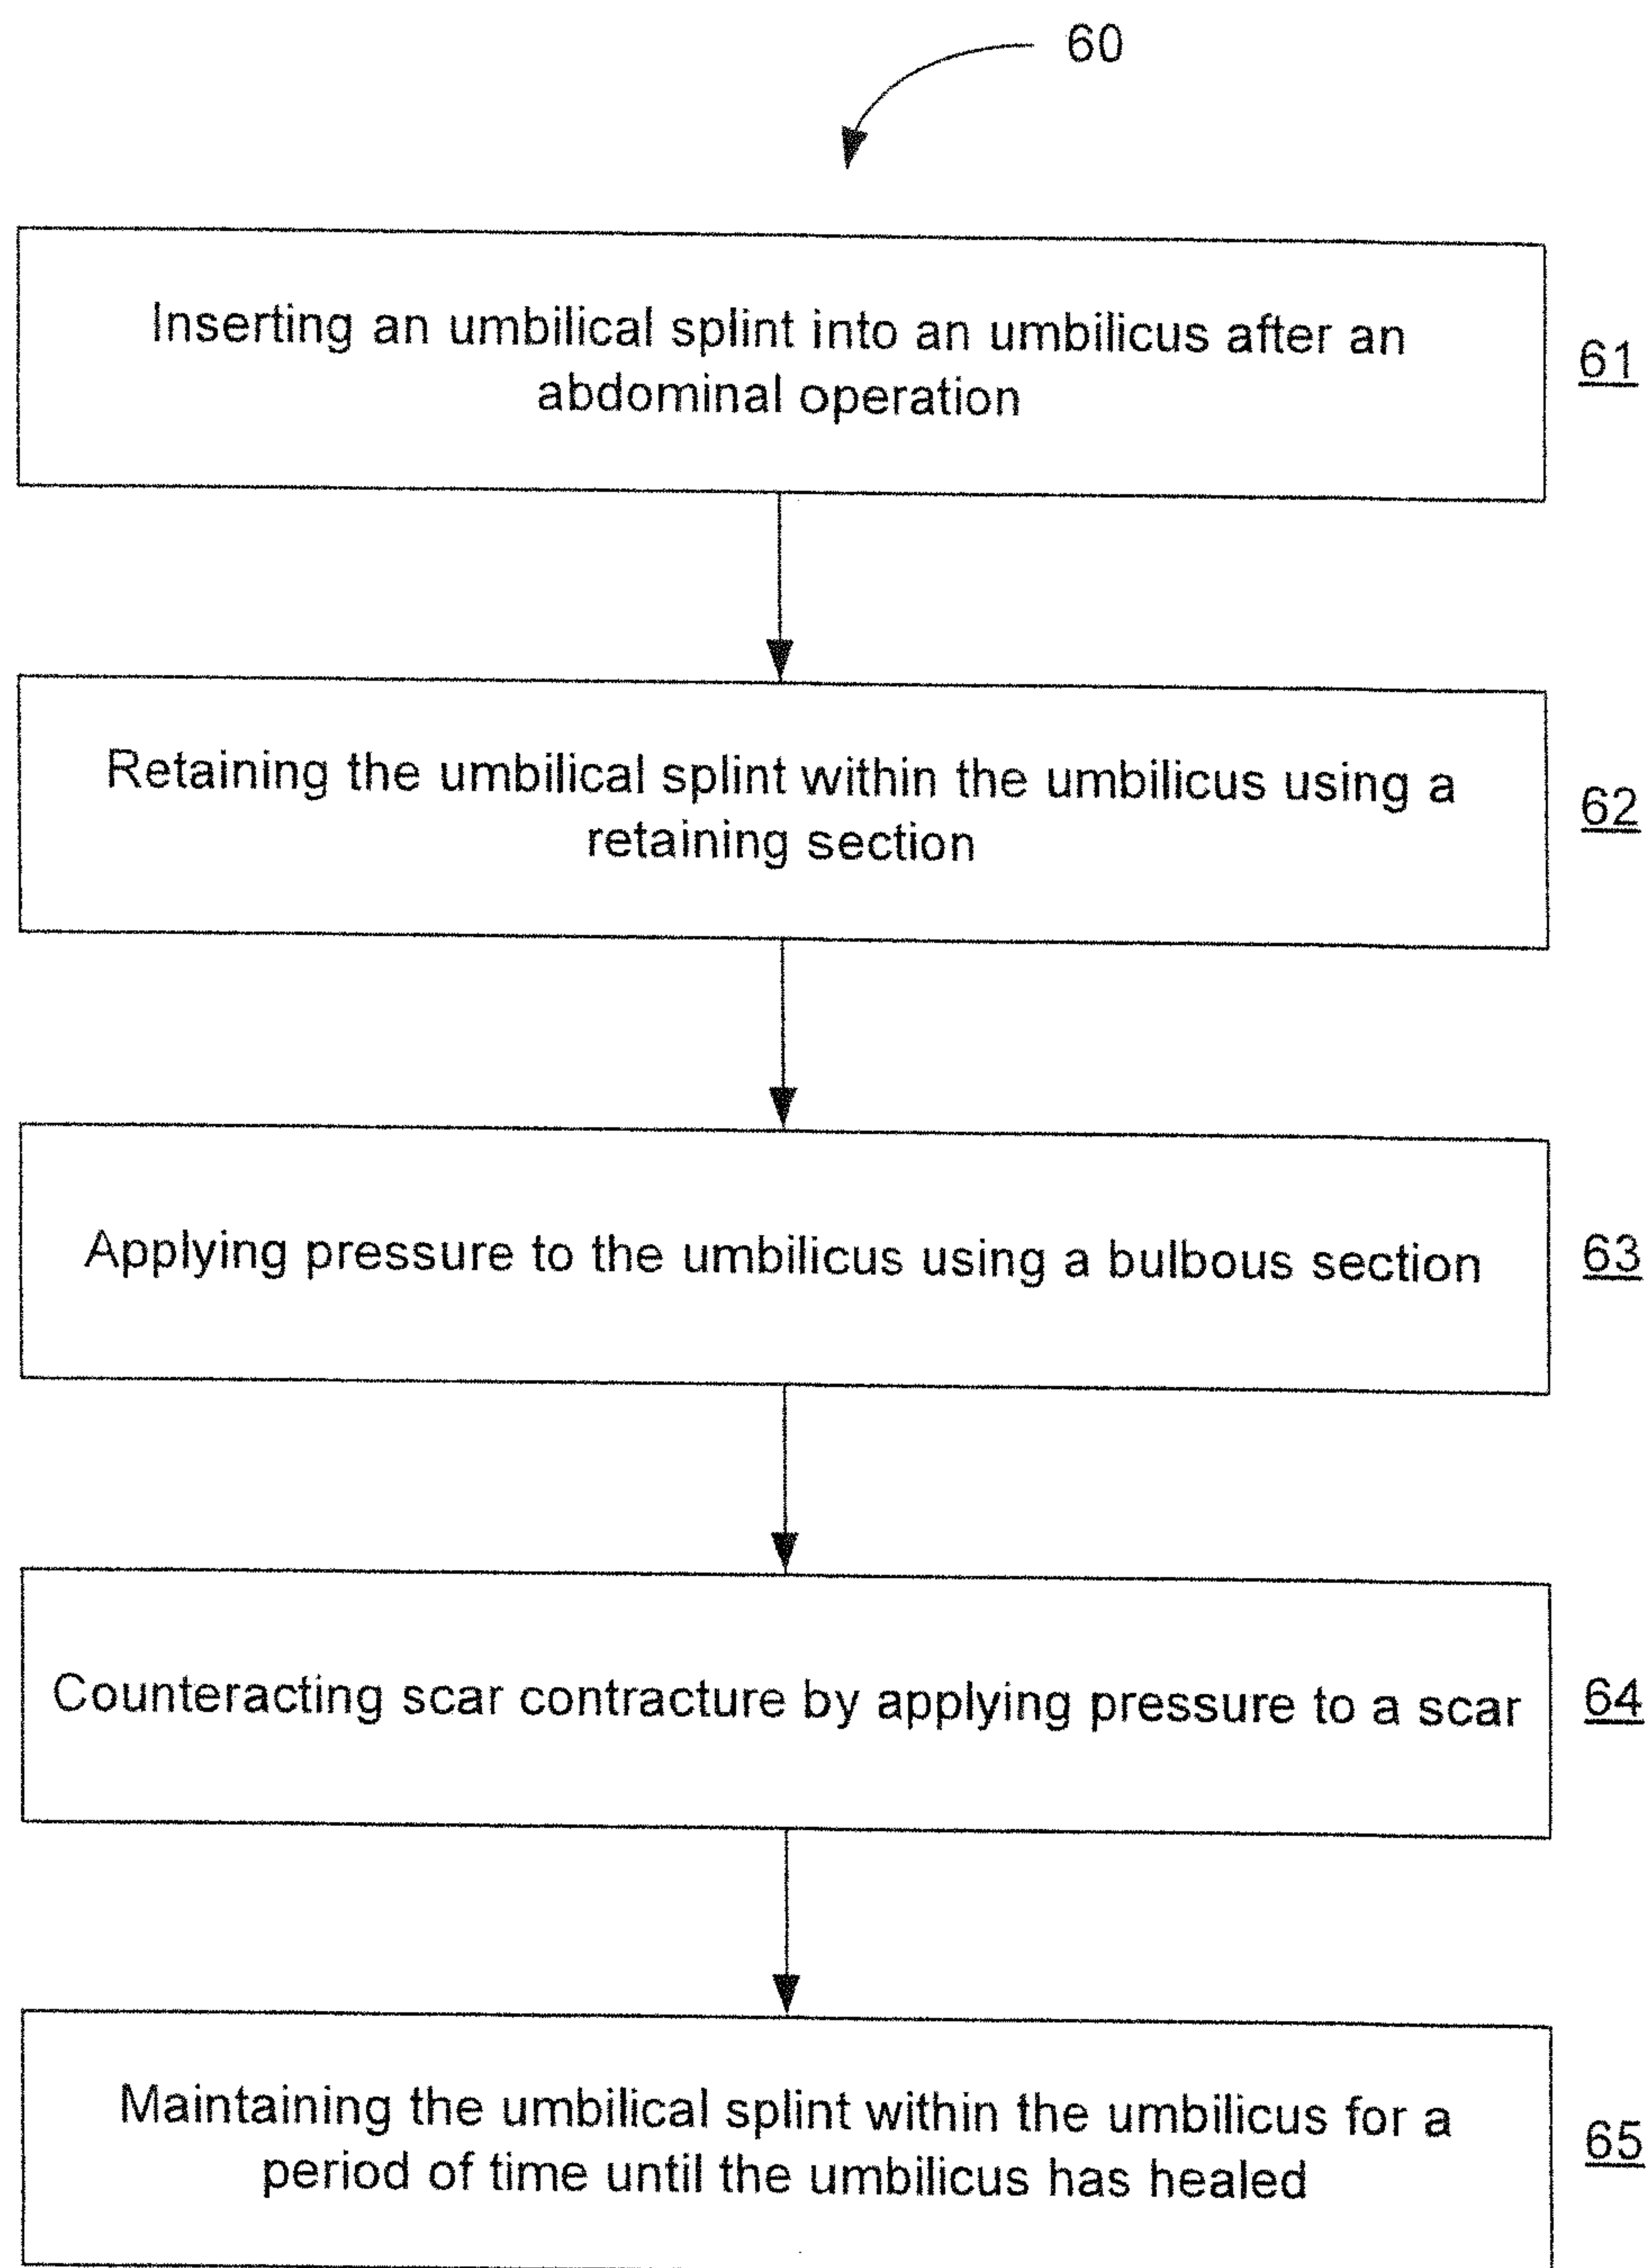 60
Inserting an umbilical splint into an umbilicus after an
abdominal operation
61
Retaining the umbilical splint within the umbilicus using a
retaining section
62
Applying pressure to the umbilicus using a bulbous section
63
Counteracting scar contracture by applying pressure to a scar
64
Maintaining the umbilical splint within the umbilicus for a
period of time until the umbilicus has healed
65